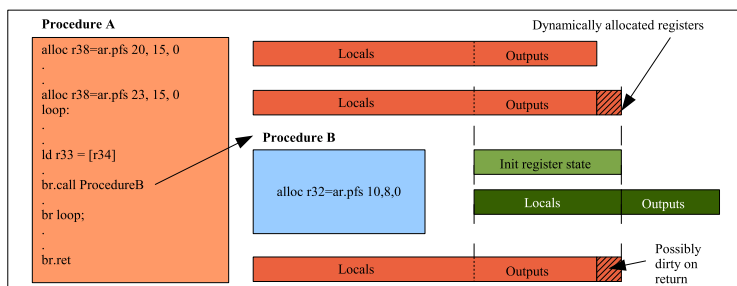 Procedure A
alloc r38=ar.pfs 20, 15, 0
.
.
alloc r38=ar.pfs 23, 15, 0
loop:
.
.
ld r33 = [r34]
.
br.call ProcedureB
.
br loop;
.
.
br.ret
Dynamically allocated registers
Locals
Outputs
Locals
Outputs
Procedure B
alloc r32=ar.pfs 10,8,0
Init register state
Locals
Outputs
Locals
Outputs
Possibly
dirty on
return